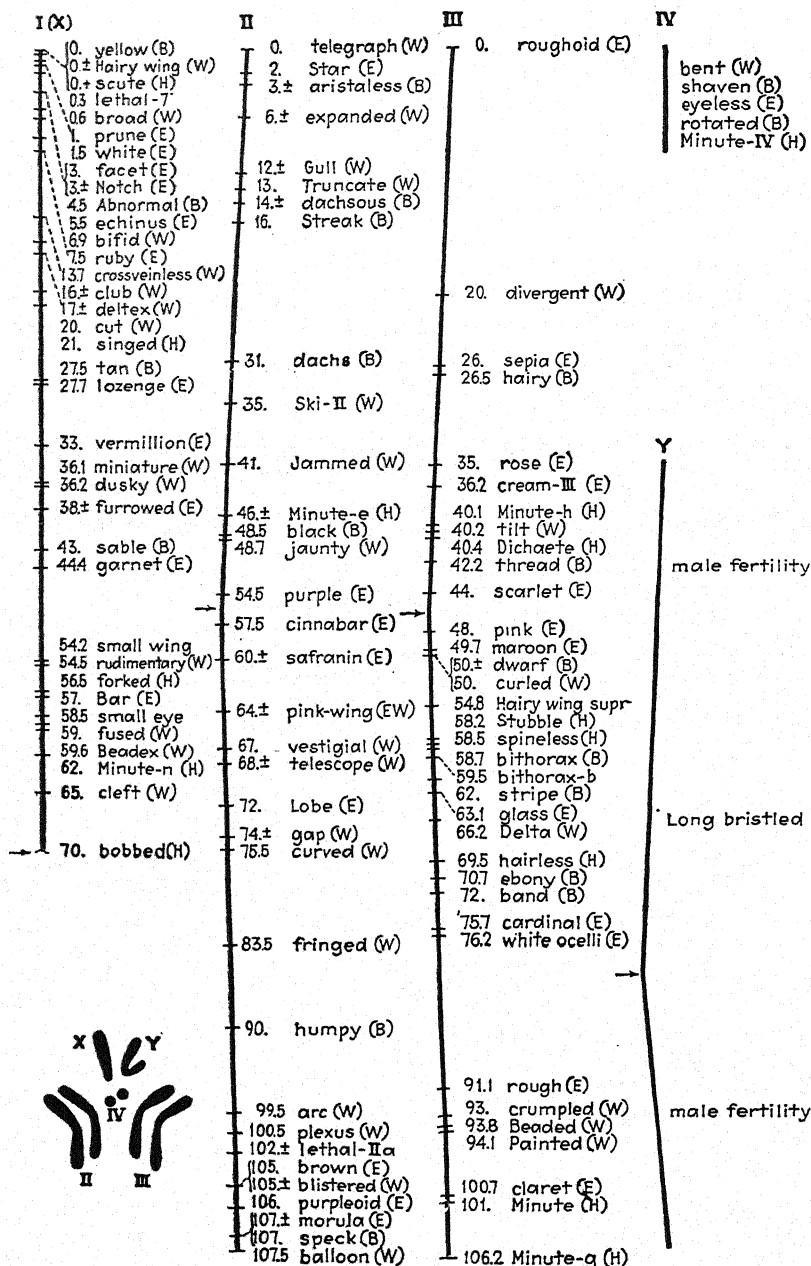 I (X)
0. yellow (B)
0.± Hairy wing (W)
0.+ scute (H)
0.3 lethal-7
0.6 broad (W)
1. prune (E)
1.5 white (E)
3. facet (E)
3.± Notch (E)
4.5 Abnormal (B)
5.5 echinus (E)
6.9 bifid (W)
7.5 ruby (E)
13.7 crossveinless (W)
16.± club (W)
17.± deltex (W)
20. cut (W)
21. singed (H)
27.5 tan (B)
27.7 lozenge (E)
33. vermillion (E)
36.1 miniature (W)
36.2 dusky (W)
38.± furrowed (E)
43. sable (B)
44.4 garnet (E)
54.2 small wing
54.5 rudimentary (W)
56.5 forked (H)
57. Bar (E)
58.5 small eye
59. fused (W)
59.6 Beadex (W)
62. Minute-n (H)
65. cleft (W)
70. bobbed (H)
X Y
IV
II III
II
0. telegraph (W)
2. Star (E)
3.± aristaless (B)
6.± expanded (W)
12.± Gull (W)
13. Truncate (W)
14.± dachsous (B)
16. Streak (B)
31. dachs (B)
35. Ski-II (W)
41. Jammed (W)
46.± Minute-e (H)
48.5 black (B)
48.7 jaunty (W)
54.5 purple (E)
57.5 cinnabar (E)
60.± safranin (E)
64.± pink-wing (EW)
67. vestigial (W)
68.± telescope (W)
72. Lobe (E)
74.± gap (W)
75.5 curved (W)
83.5 fringed (W)
90. humpy (B)
99.5 arc (W)
100.5 plexus (W)
102.± lethal-IIa
105. brown (E)
105.± blistered (W)
106. purpleoid (E)
107.± morula (E)
107. speck (B)
107.5 balloon (W)
III
0. roughoid (E)
20. divergent (W)
26. sepia (E)
26.5 hairy (B)
35. rose (E)
36.2 cream-III (E)
40.1 Minute-h (H)
40.2 tilt (W)
40.4 Dichaete (H)
42.2 thread (B)
44. scarlet (E)
48. pink (E)
49.7 maroon (E)
50.± dwarf (B)
50. curled (W)
54.8 Hairy wing supr
58.2 Stubble (H)
58.5 spineless (H)
58.7 bithorax (B)
59.5 bithorax-b
62. stripe (B)
63.1 glass (E)
66.2 Delta (W)
69.5 hairless (H)
70.7 ebony (B)
72. band (B)
75.7 cardinal (E)
76.2 white ocelli (E)
91.1 rough (E)
93. crumpled (W)
93.8 Beaded (W)
94.1 Painted (W)
100.7 claret (E)
101. Minute (H)
106.2 Minute-g (H)
IV
bent (W)
shaven (B)
eyeless (E)
rotated (B)
Minute-IV (H)
Y
male fertility
Long bristled
male fertility